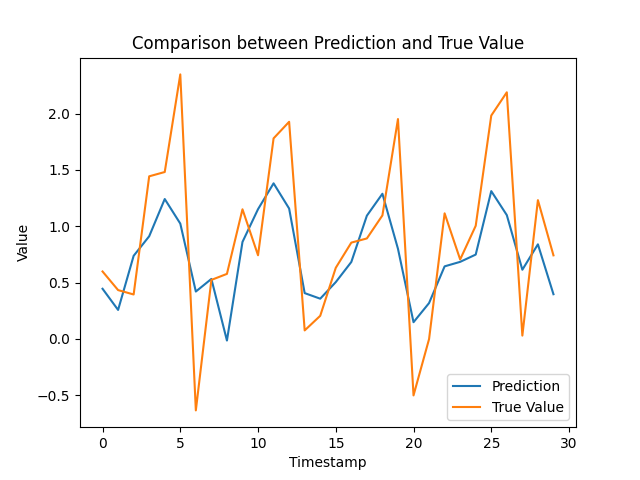 Comparison between Prediction and True Value
Value
2.0
1.5
1.0
0.5
0.0
−0.5
0 5 10 15 20 25 30
Timestamp
Prediction
True Value